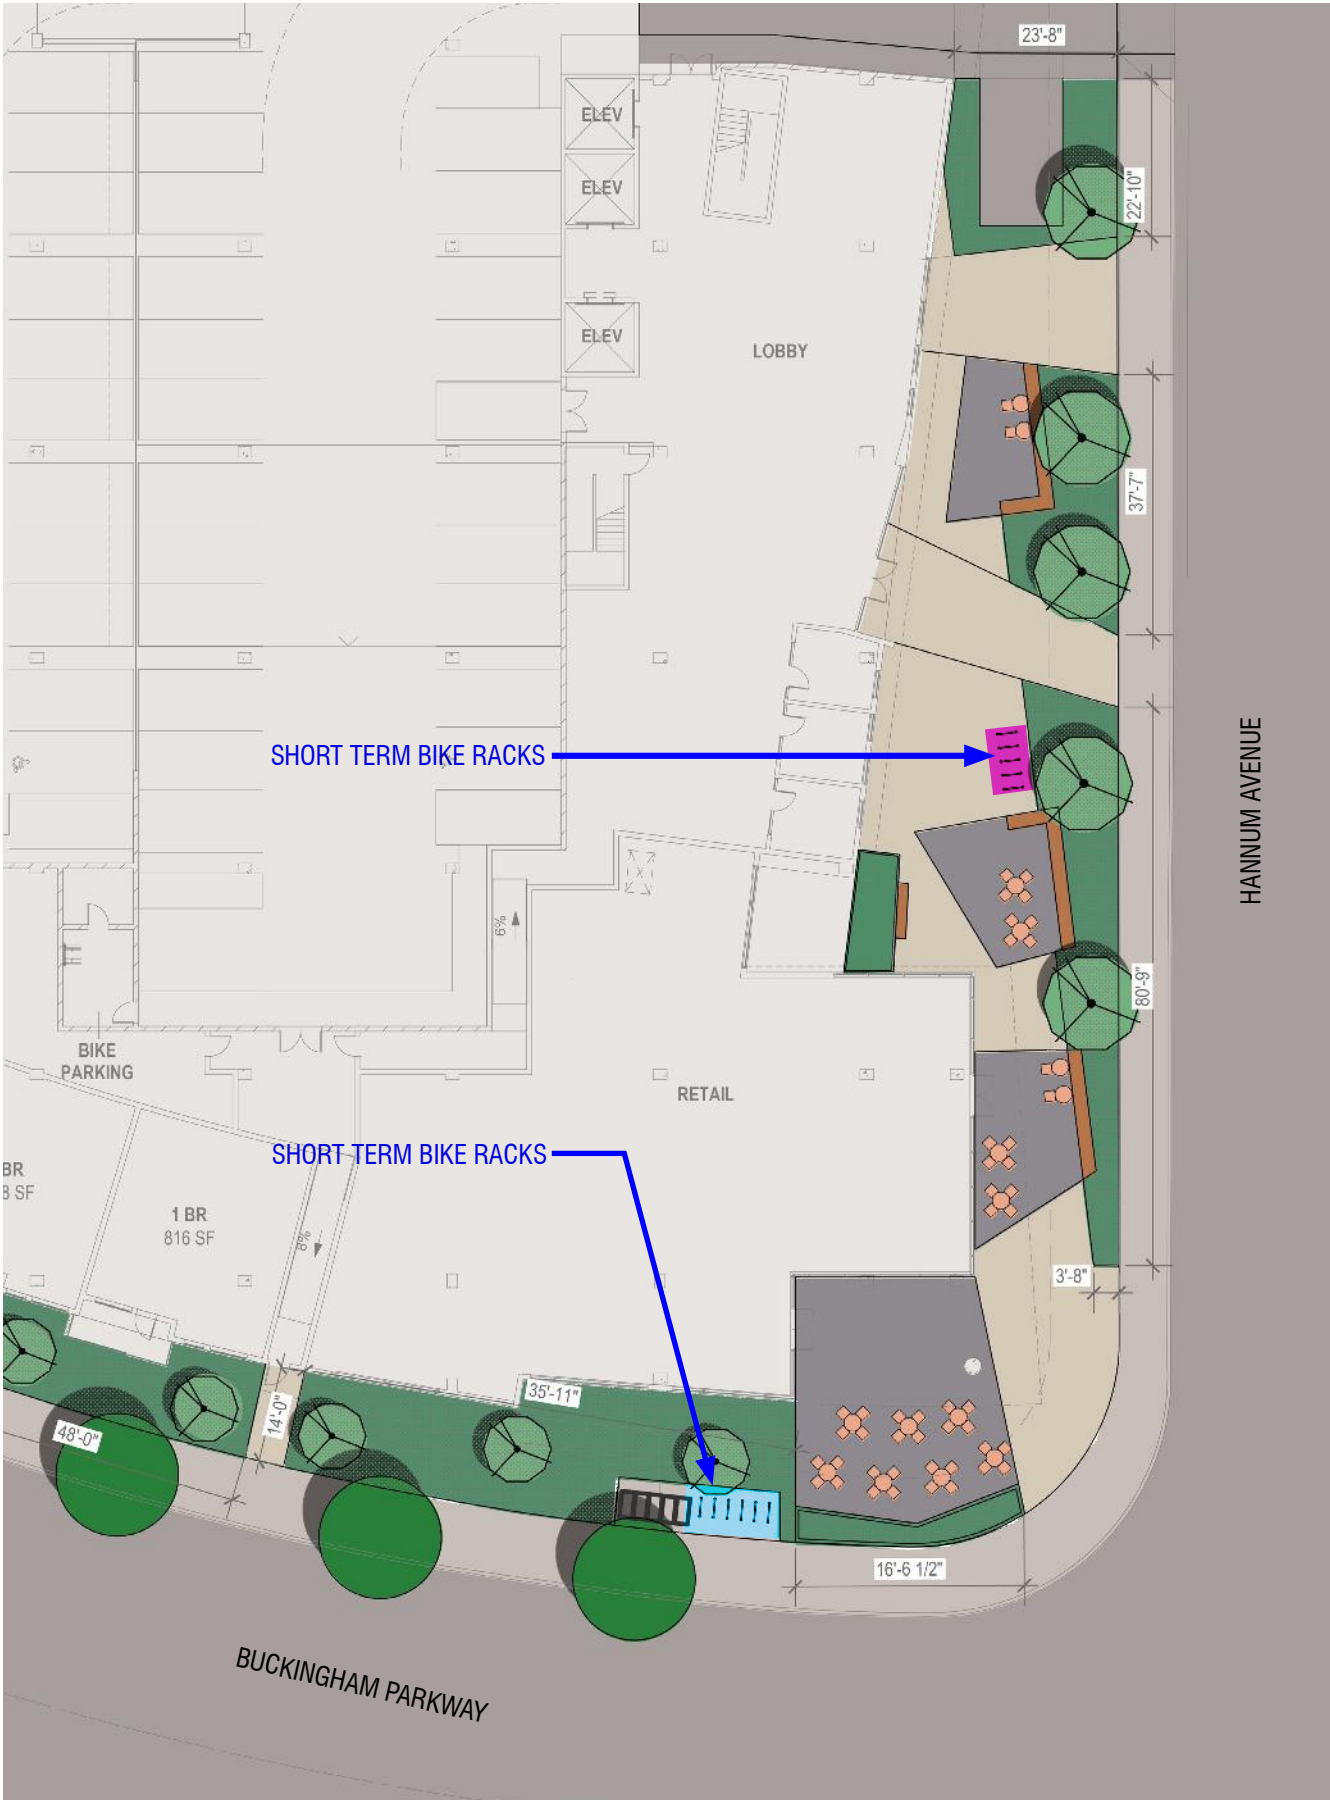 23'-8"
ELEV
ELEV
22'-10"
ELEV
LOBBY
37'-7"
SHORT TERM BIKE RACKS
HANNUM AVENUE
6%
80'-9"
BIKE
PARKING
RETAIL
SHORT TERM BIKE RACKS
BR
8 SF
1 BR
816 SF
8%
3'-8"
35'-11"
14'-0"
48'-0"
16'-6 1/2"
BUCKINGHAM PARKWAY